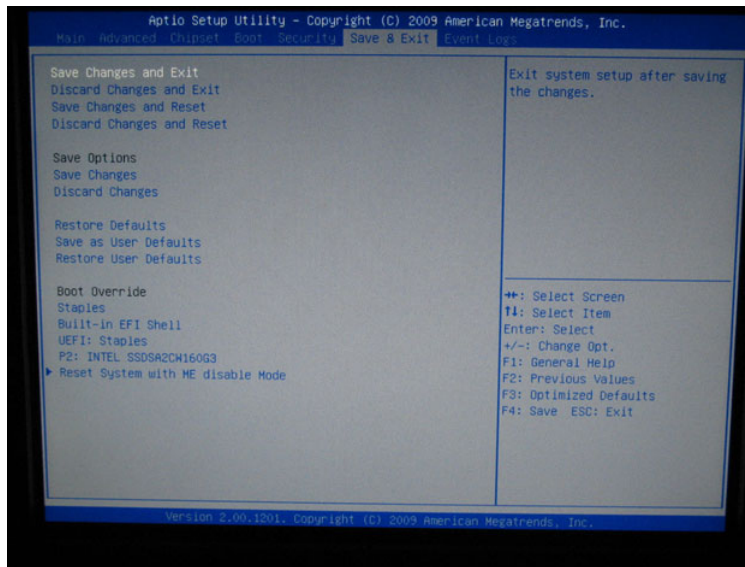 Aptio Setup Utility – Copyright (C) 2009 American Megatrends, Inc.
Main Advanced Chipset Boot Security Save & Exit Event Logs
Save Changes and Exit
Discard Changes and Exit
Save Changes and Reset
Discard Changes and Reset
Save Options
Save Changes
Discard Changes
Restore Defaults
Save as User Defaults
Restore User Defaults
Boot Override
Staples
Built-in EFI Shell
UEFI: Staples
P2: INTEL SSDSA2CW160G3
▶ Reset System with ME disable Mode
Exit system setup after saving
the changes.
→←: Select Screen
↑↓: Select Item
Enter: Select
+/-: Change Opt.
F1: General Help
F2: Previous Values
F3: Optimized Defaults
F4: Save ESC: Exit
Version 2.00.1201. Copyright (C) 2009 American Megatrends, Inc.